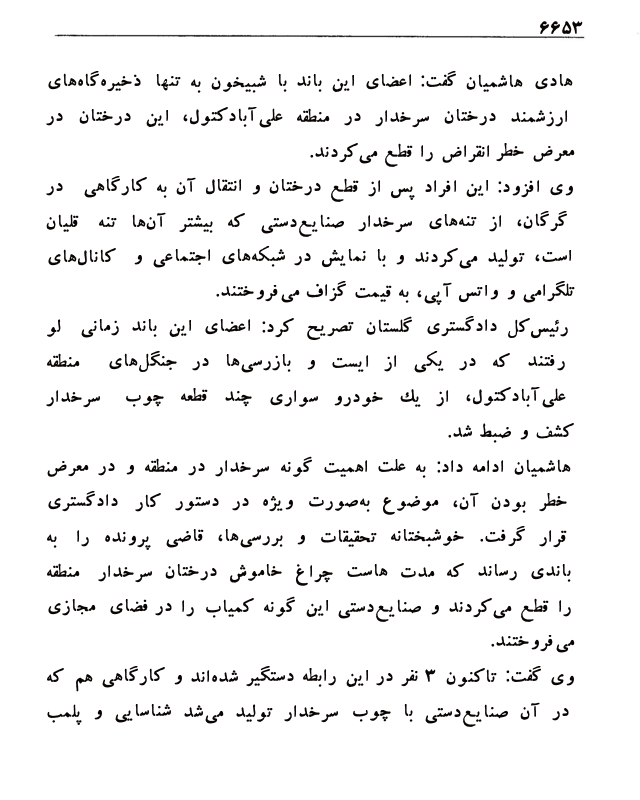 ۶۶۵۳
هادی هاشمیان گفت: اعضای این باند با شبیخون به تنها ذخیره‌گاه‌های
ارزشمند درختان سرخدار در منطقه علی‌آبادکتول، این درختان در
معرض خطر انقراض را قطع می‌کردند.
وی افزود: این افراد پس از قطع درختان و انتقال آن به کارگاهی در
گرگان، از تنه‌های سرخدار صنایع‌دستی که بیشتر آن‌ها تنه قلیان
است، تولید می‌کردند و با نمایش در شبکه‌های اجتماعی و کانال‌های
تلگرامی و واتس آپی، به قیمت گزاف می‌فروختند.
رئیس‌کل دادگستری گلستان تصریح کرد: اعضای این باند زمانی لو
رفتند که در یکی از ایست و بازرسی‌ها در جنگل‌های منطقه
علی‌آبادکتول، از یك خودرو سواری چند قطعه چوب سرخدار
کشف و ضبط شد.
هاشمیان ادامه داد: به علت اهمیت گونه سرخدار در منطقه و در معرض
خطر بودن آن، موضوع به‌صورت ویژه در دستور کار دادگستری
قرار گرفت. خوشبختانه تحقیقات و بررسی‌ها، قاضی پرونده را به
باندی رساند که مدت هاست چراغ خاموش درختان سرخدار منطقه
را قطع می‌کردند و صنایع‌دستی این گونه کمیاب را در فضای مجازی
می‌فروختند.
وی گفت: تاکنون ۳ نفر در این رابطه دستگیر شده‌اند و کارگاهی هم که
در آن صنایع‌دستی با چوب سرخدار تولید می‌شد شناسایی و پلمب